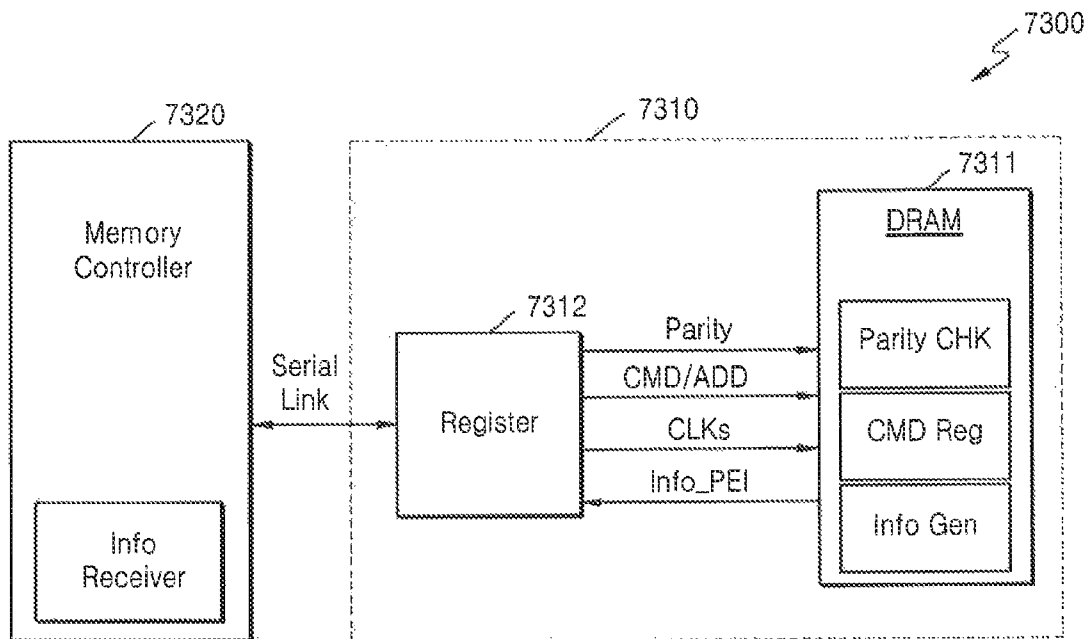 7300
7320
7310
7311
Memory
Controller
DRAM
7312
Parity
Parity CHK
Serial
Link
CMD/ADD
Register
CLKs
CMD Reg
Info_PEI
Info Gen
Info
Receiver